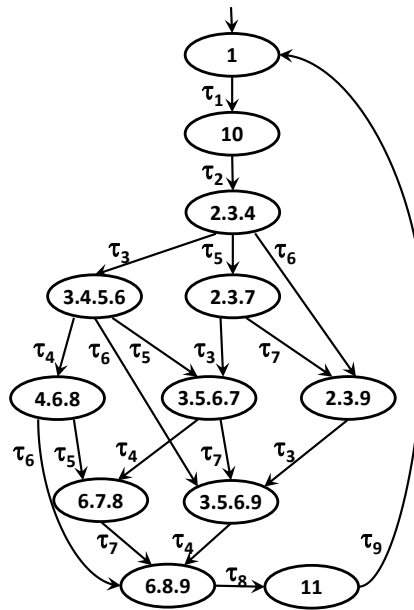 1
τ1
10
τ2
2.3.4
τ3 τ5 τ6
3.4.5.6 2.3.7
τ4 τ6 τ5 τ3 τ7
4.6.8 3.5.6.7 2.3.9
τ6 τ5 τ4 τ7 τ3
6.7.8 3.5.6.9
τ7 τ4 τ9
6.8.9 τ8 11